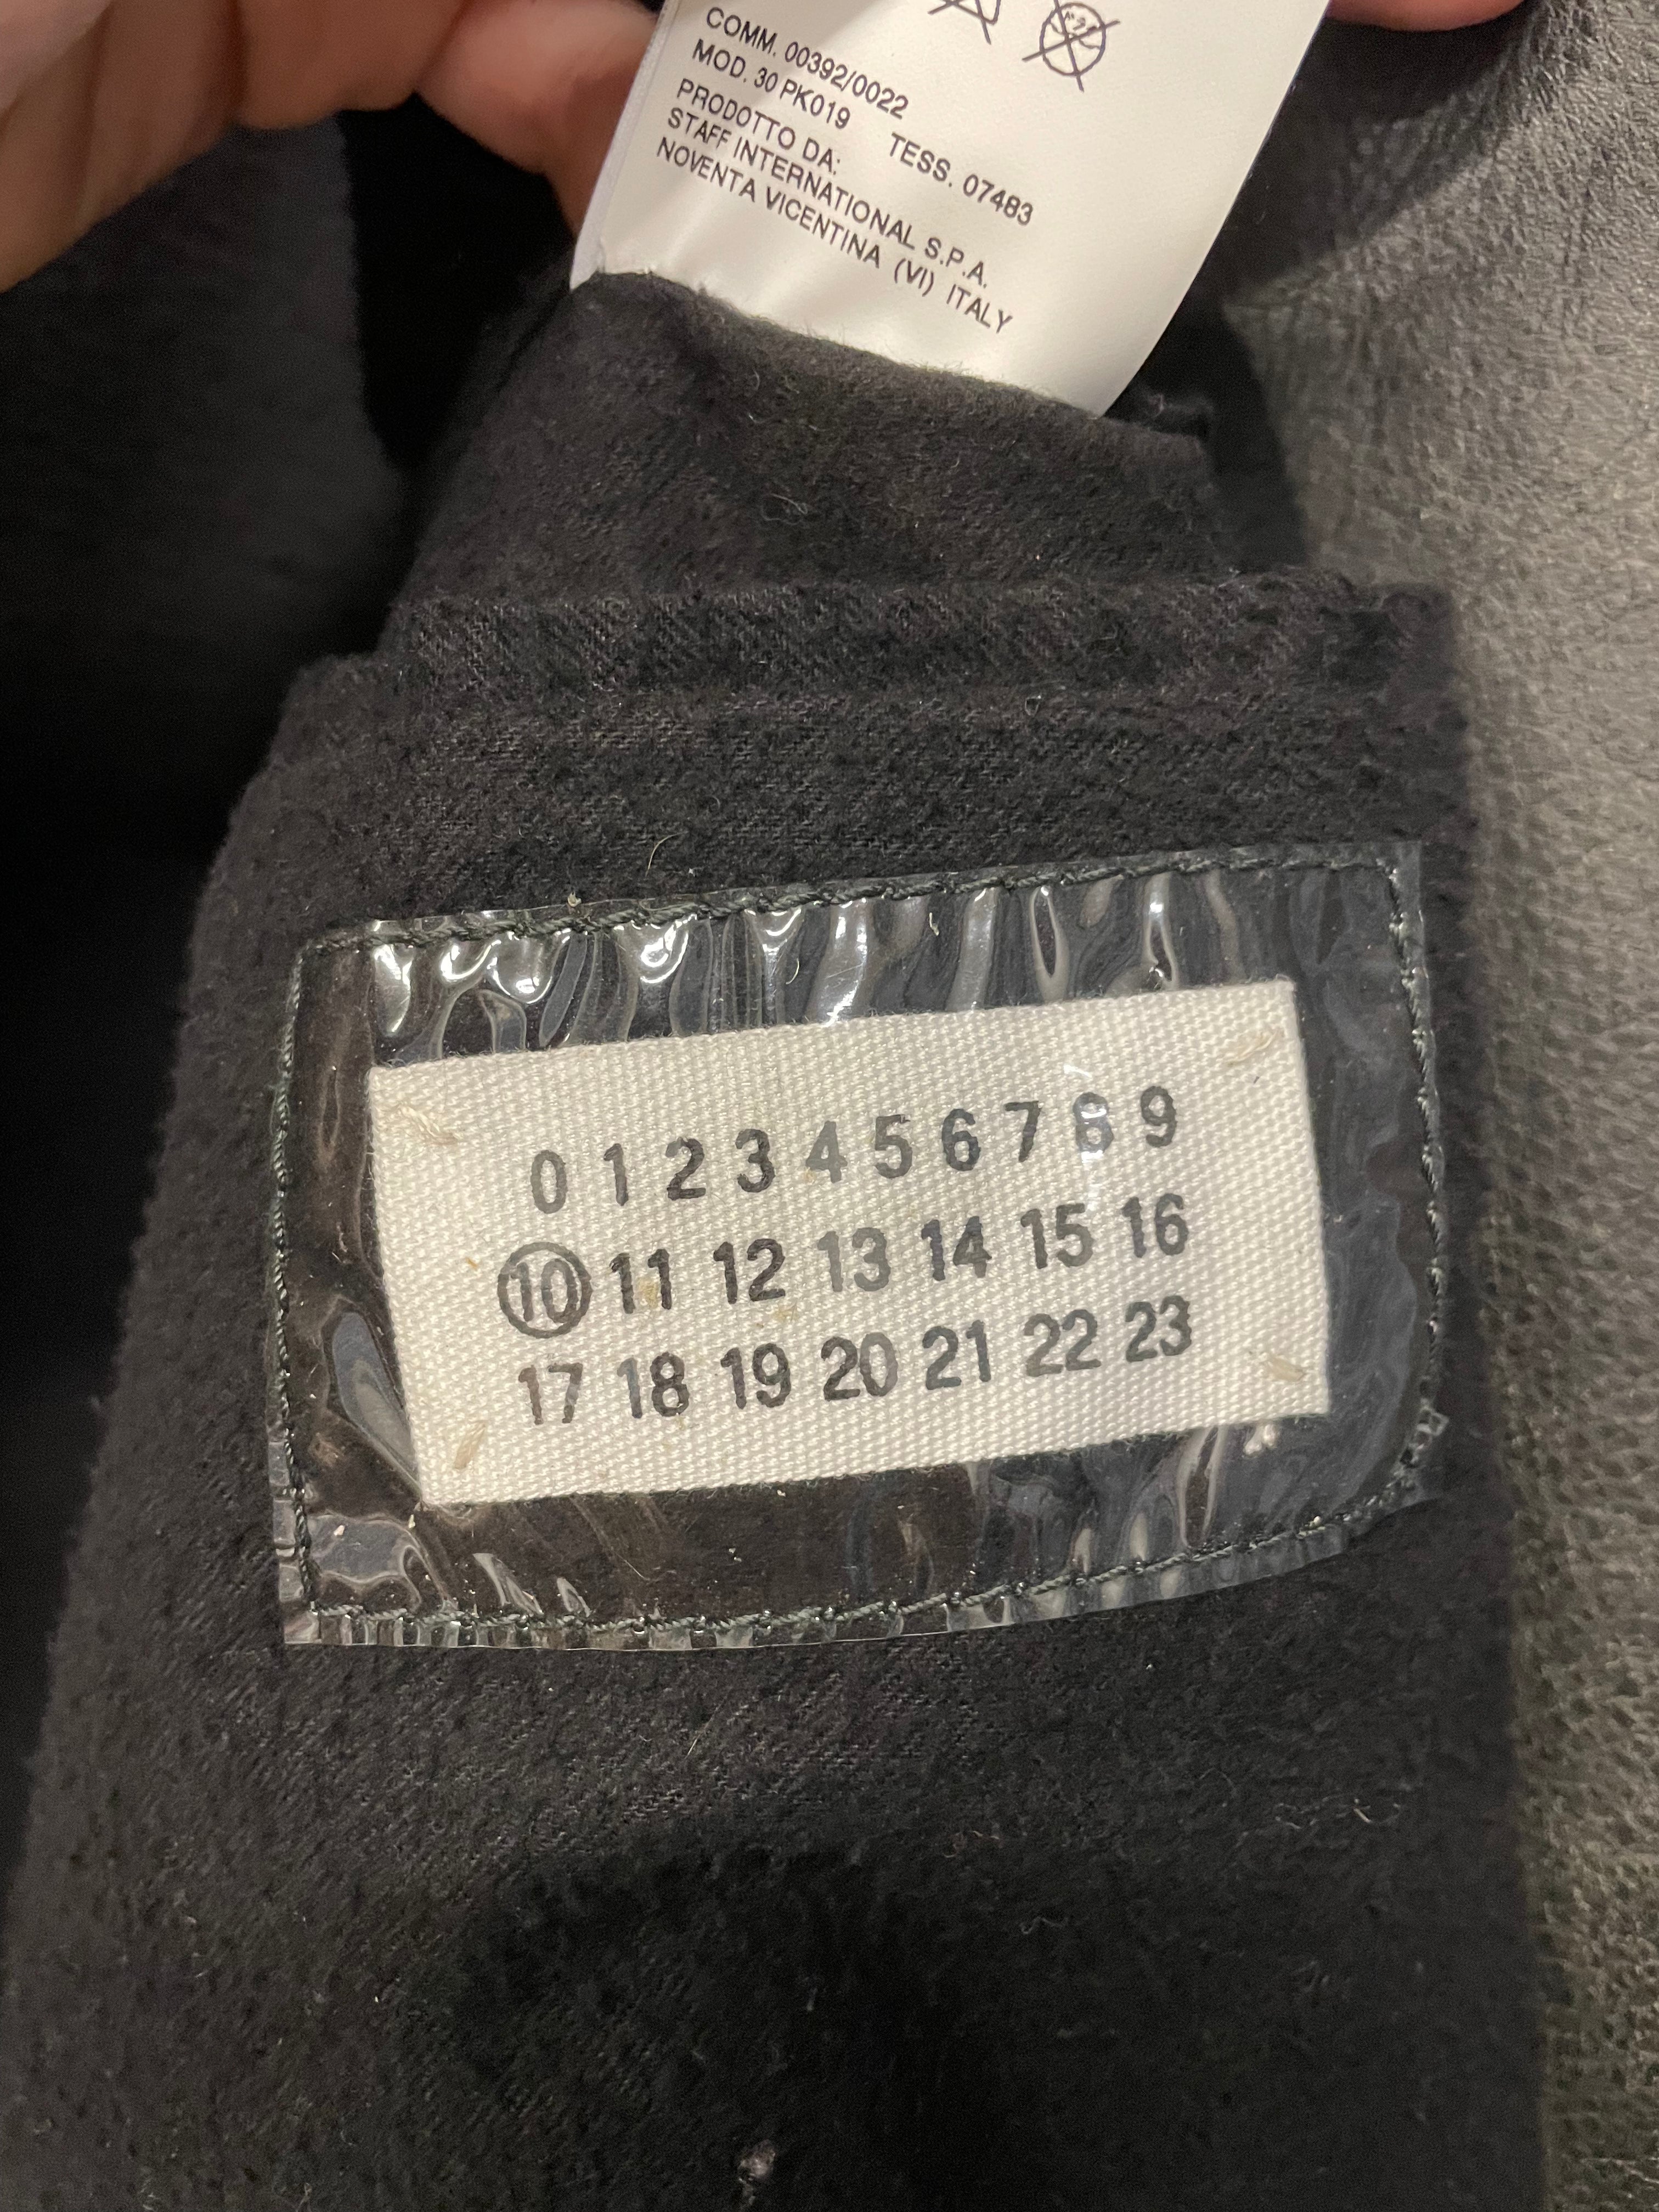 COMM. 00392/0022
MOD. 30 PK019 TESS. 07483
PRODOTTO DA:
STAFF INTERNATIONAL S.P.A.
NOVENTA VICENTINA (VI) ITALY
0 1 2 3 4 5 6 7 8 9
10 11 12 13 14 15 16
17 18 19 20 21 22 23